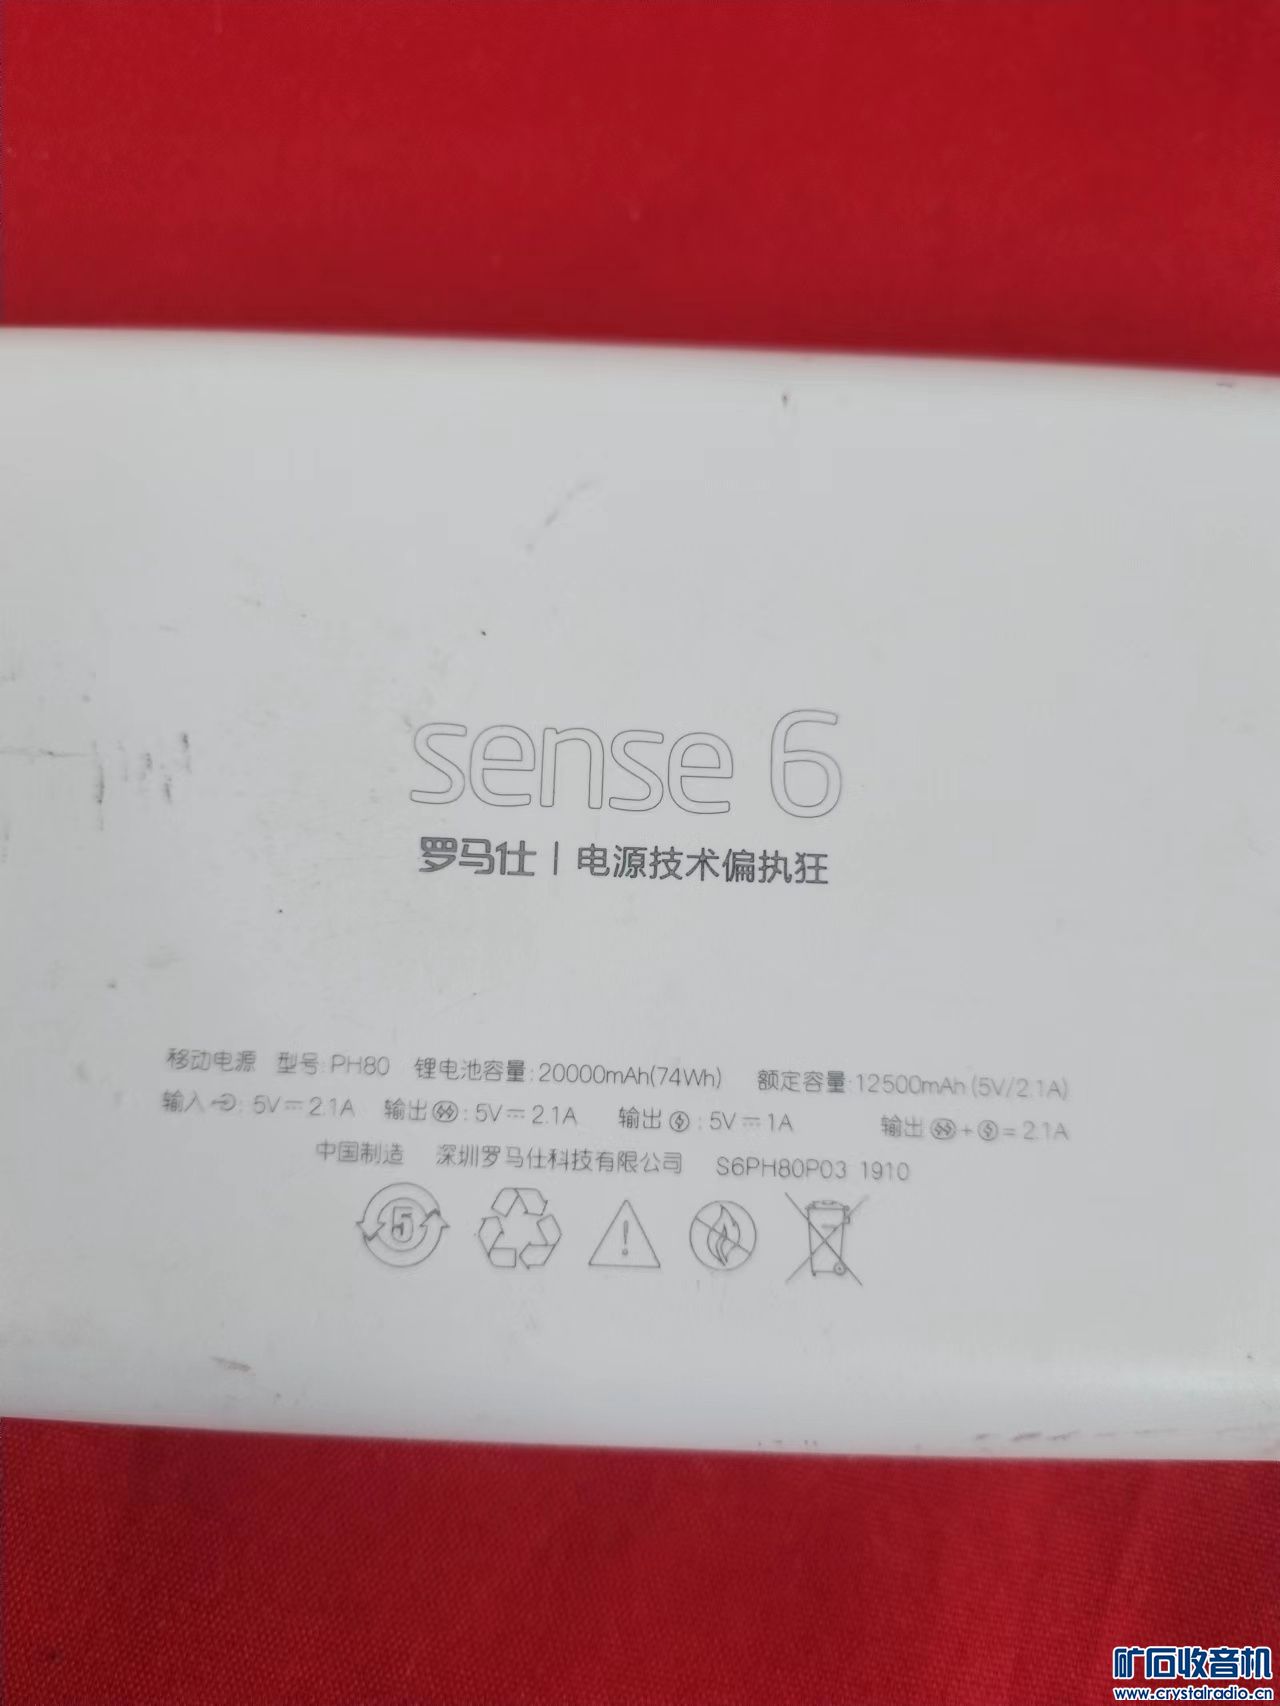 sense 6
罗马仕 | 电源技术偏执狂
移动电源 型号:PH80 锂电池容量:20000mAh(74Wh) 额定容量:12500mAh (5V/2.1A)
输入: 5V⎓2.1A 输出: 5V⎓2.1A 输出: 5V⎓1A 输出+=2.1A
中国制造 深圳罗马仕科技有限公司 S6PH80P03 1910
5
矿石收音机
www.crystalradio.cn